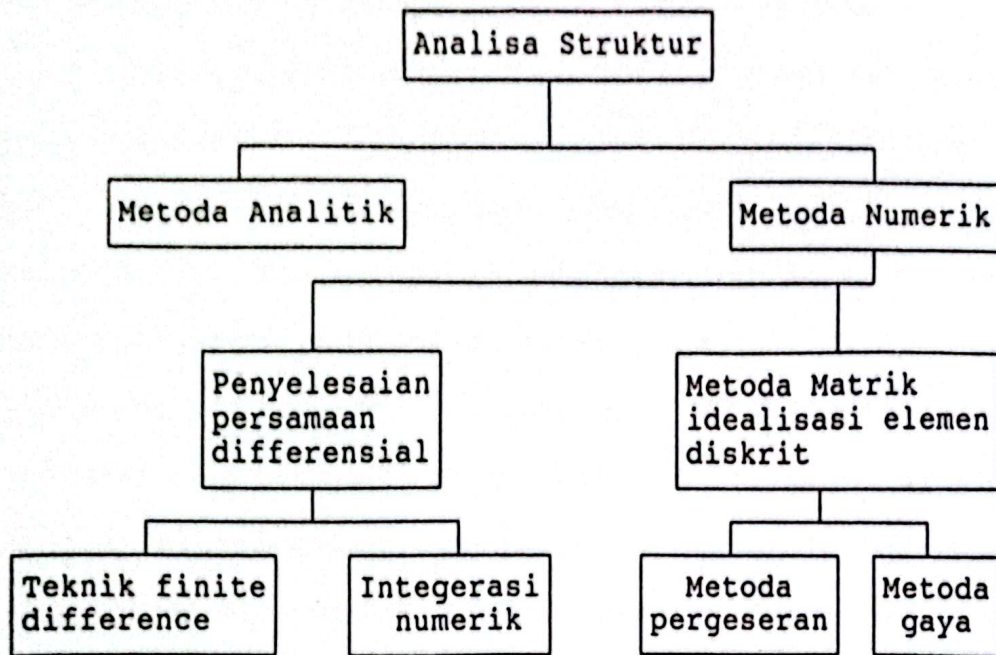 Analisa Struktur
Metoda Analitik
Metoda Numerik
Penyelesaian
persamaan
differensial
Metoda Matrik
idealisasi elemen
diskrit
Teknik finite
difference
Integerasi
numerik
Metoda
pergeseran
Metoda
gaya